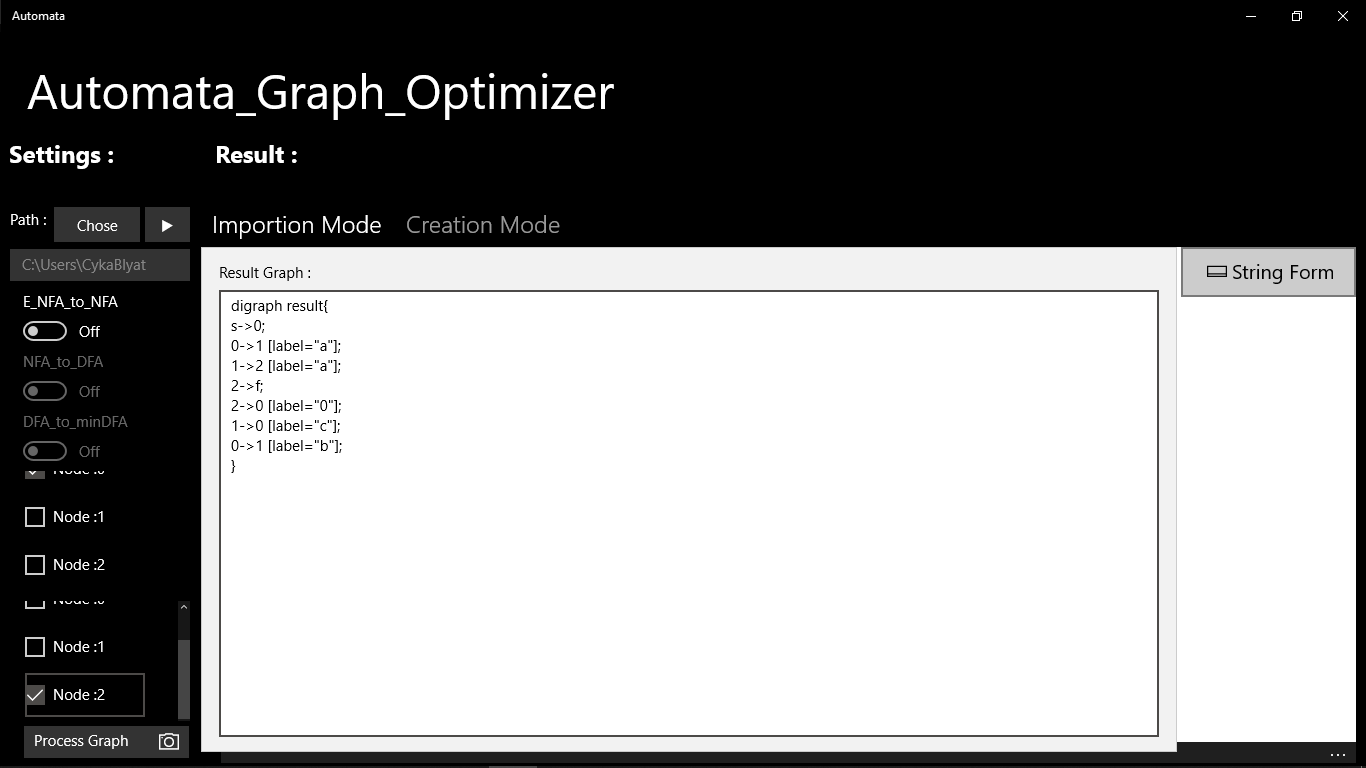 Automata
Automata_Graph_Optimizer
Settings :
Result :
Path :
Chose
Importion Mode
Creation Mode
C:\Users\CykaBlyat
Result Graph :
String Form
digraph result{
s->0;
0->1 [label="a"];
1->2 [label="a"];
2->f;
2->0 [label="0"];
1->0 [label="c"];
0->1 [label="b"];
}
E_NFA_to_NFA
Off
NFA_to_DFA
Off
DFA_to_minDFA
Off
Node :0
Node :1
Node :2
Node :0
Node :1
Node :2
Process Graph